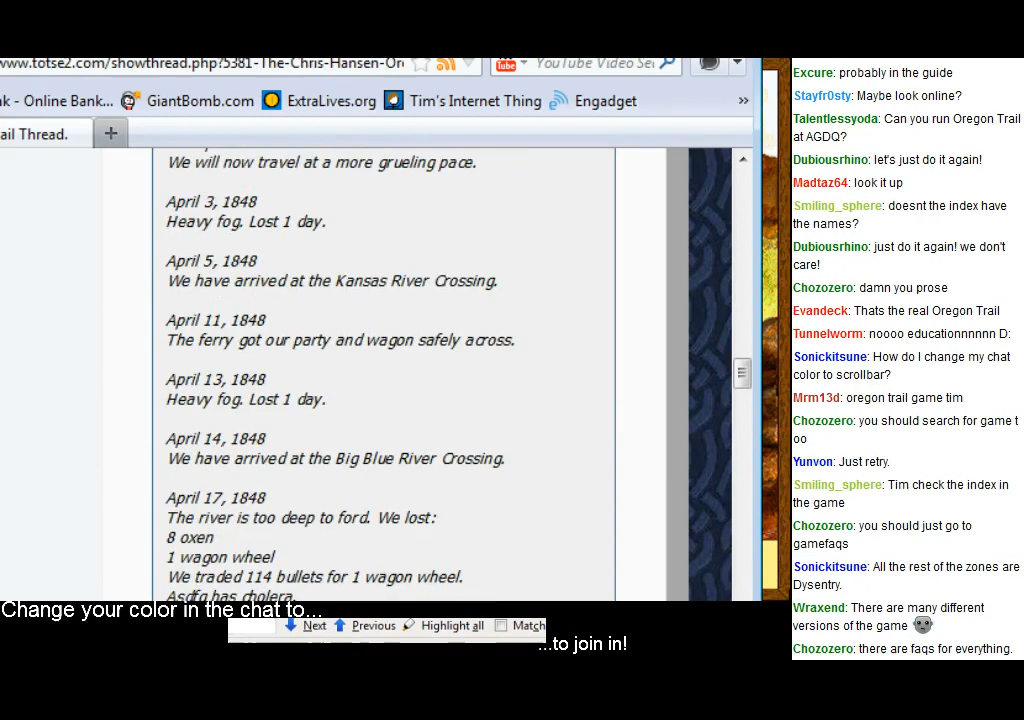 www.totse2.com/showthread.php?5381-The-Chris-Hansen-Or
You Tube YouTube Video Se
nk - Online Bank... GiantBomb.com ExtraLives.org Tim's Internet Thing Engadget »
ail Thread. +
We will now travel at a more grueling pace.
April 3, 1848
Heavy fog. Lost 1 day.
April 5, 1848
We have arrived at the Kansas River Crossing.
April 11, 1848
The ferry got our party and wagon safely across.
April 13, 1848
Heavy fog. Lost 1 day.
April 14, 1848
We have arrived at the Big Blue River Crossing.
April 17, 1848
The river is too deep to ford. We lost:
8 oxen
1 wagon wheel
We traded 114 bullets for 1 wagon wheel.
Asdfg has cholera.
Change your color in the chat to...
Next Previous Highlight all Match
...to join in!
Excure: probably in the guide
Stayfr0sty: Maybe look online?
Talentlessyoda: Can you run Oregon Trail
at AGDQ?
Dubiousrhino: let's just do it again!
Madtaz64: look it up
Smiling_sphere: doesnt the index have
the names?
Dubiousrhino: just do it again! we don't
care!
Chozozero: damn you prose
Evandeck: Thats the real Oregon Trail
Tunnelworm: noooo educationnnnnn D:
Sonickitsune: How do I change my chat
color to scrollbar?
Mrm13d: oregon trail game tim
Chozozero: you should search for game t
oo
Yunvon: Just retry.
Smiling_sphere: Tim check the index in
the game
Chozozero: you should just go to
gamefaqs
Sonickitsune: All the rest of the zones are
Dysentry.
Wraxend: There are many different
versions of the game
Chozozero: there are faqs for everything.